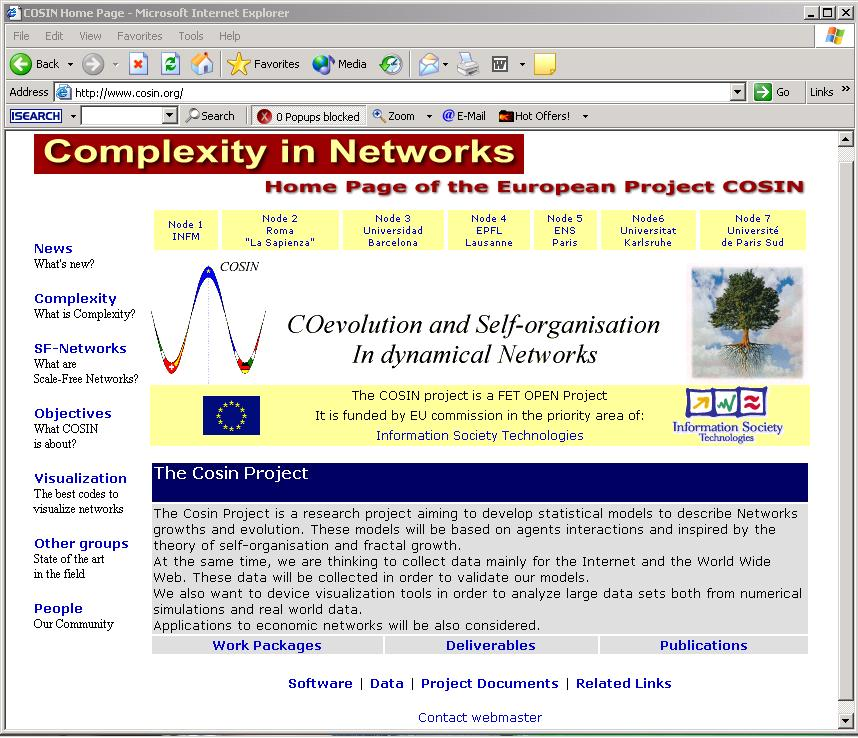 COSIN Home Page - Microsoft Internet Explorer
File Edit View Favorites Tools Help
Back Favorites Media
Address http://www.cosin.org/ Go Links »
ISEARCH Search 0 Popups blocked Zoom E-Mail Hot Offers!
Complexity in Networks
Home Page of the European Project COSIN
Node 1
INFM
Node 2
Roma
"La Sapienza"
Node 3
Universidad
Barcelona
Node 4
EPFL
Lausanne
Node 5
ENS
Paris
Node6
Universitat
Karlsruhe
Node 7
Université
de Paris Sud
News
What's new?
Complexity
What is Complexity?
SF-Networks
What are
Scale-Free Networks?
Objectives
What COSIN
is about?
Visualization
The best codes to
visualize networks
Other groups
State of the art
in the field
People
Our Community
COSIN
COevolution and Self-organisation
In dynamical Networks
The COSIN project is a FET OPEN Project
It is funded by EU commission in the priority area of:
Information Society Technologies
Information Society
Technologies
The Cosin Project
The Cosin Project is a research project aiming to develop statistical models to describe Networks
growths and evolution. These models will be based on agents interactions and inspired by the
theory of self-organisation and fractal growth.
At the same time, we are thinking to collect data mainly for the Internet and the World Wide
Web. These data will be collected in order to validate our models.
We also want to device visualization tools in order to analyze large data sets both from numerical
simulations and real world data.
Applications to economic networks will be also considered.
Work Packages Deliverables Publications
Software | Data | Project Documents | Related Links
Contact webmaster